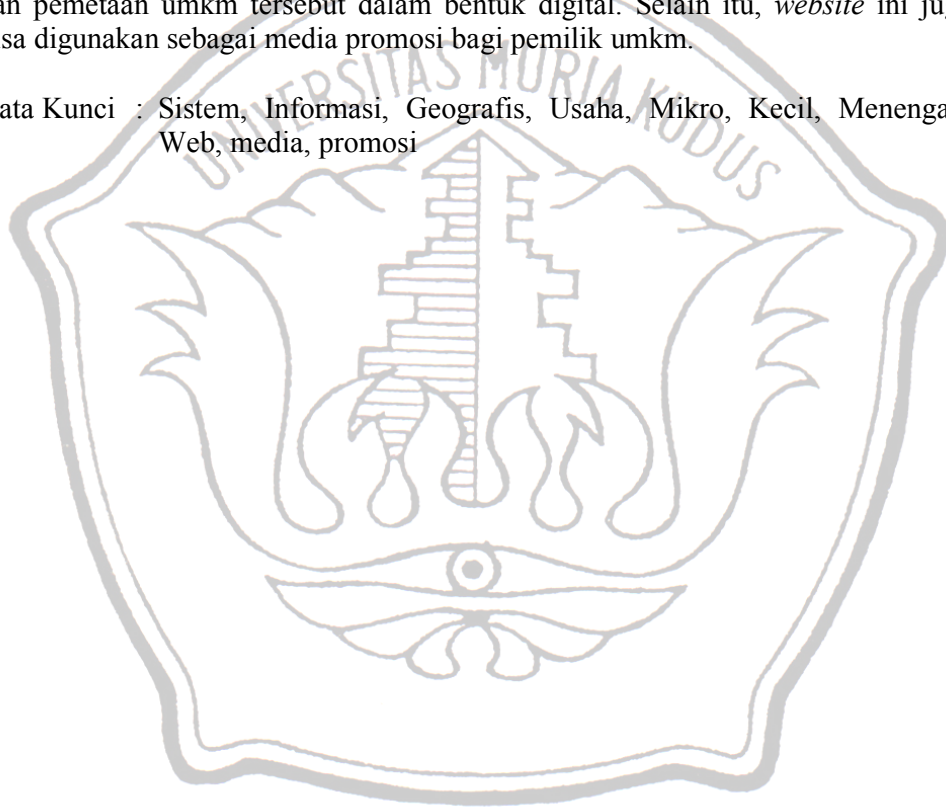 an pemetaan umkm tersebut dalam bentuk digital. Selain itu, website ini ju
sa digunakan sebagai media promosi bagi pemilik umkm.
ata Kunci : Sistem, Informasi, Geografis, Usaha, Mikro, Kecil, Menenga
Web, media, promosi
UNIVERSITAS MURIA KUDUS